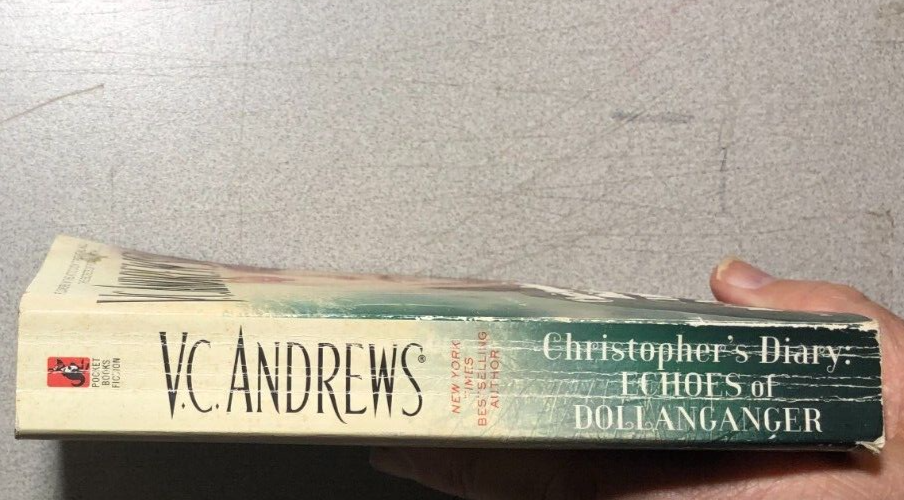 POCKET
BOOKS
FICTION
V.C. ANDREWS®
NEW YORK
TIMES
BESTSELLING
AUTHOR
Christopher's Diary:
ECHOES of
DOLLANGANGER